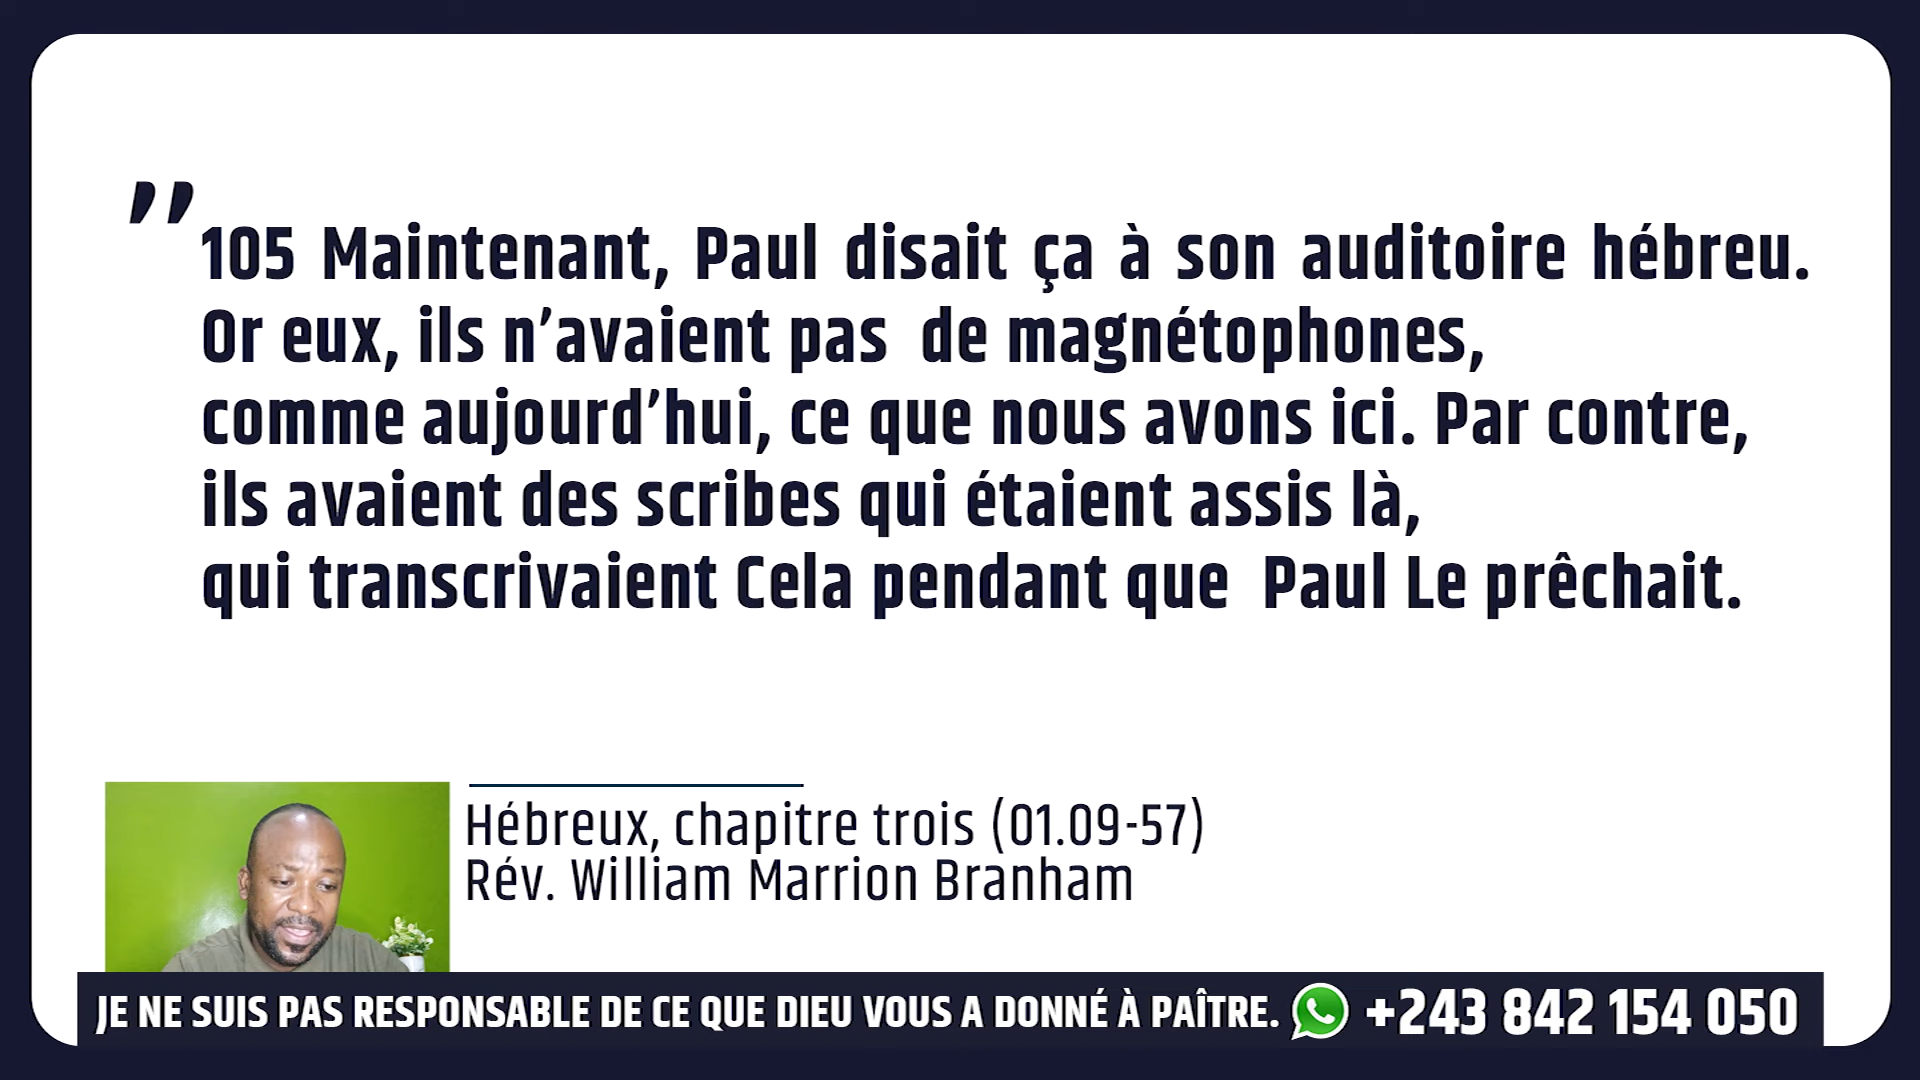 ”
105 Maintenant, Paul disait ça à son auditoire hébreu.
Or eux, ils n’avaient pas de magnétophones,
comme aujourd’hui, ce que nous avons ici. Par contre,
ils avaient des scribes qui étaient assis là,
qui transcrivaient Cela pendant que Paul Le prêchait.
Hébreux, chapitre trois (01.09-57)
Rév. William Marrion Branham
JE NE SUIS PAS RESPONSABLE DE CE QUE DIEU VOUS A DONNÉ À PAÎTRE. +243 842 154 050